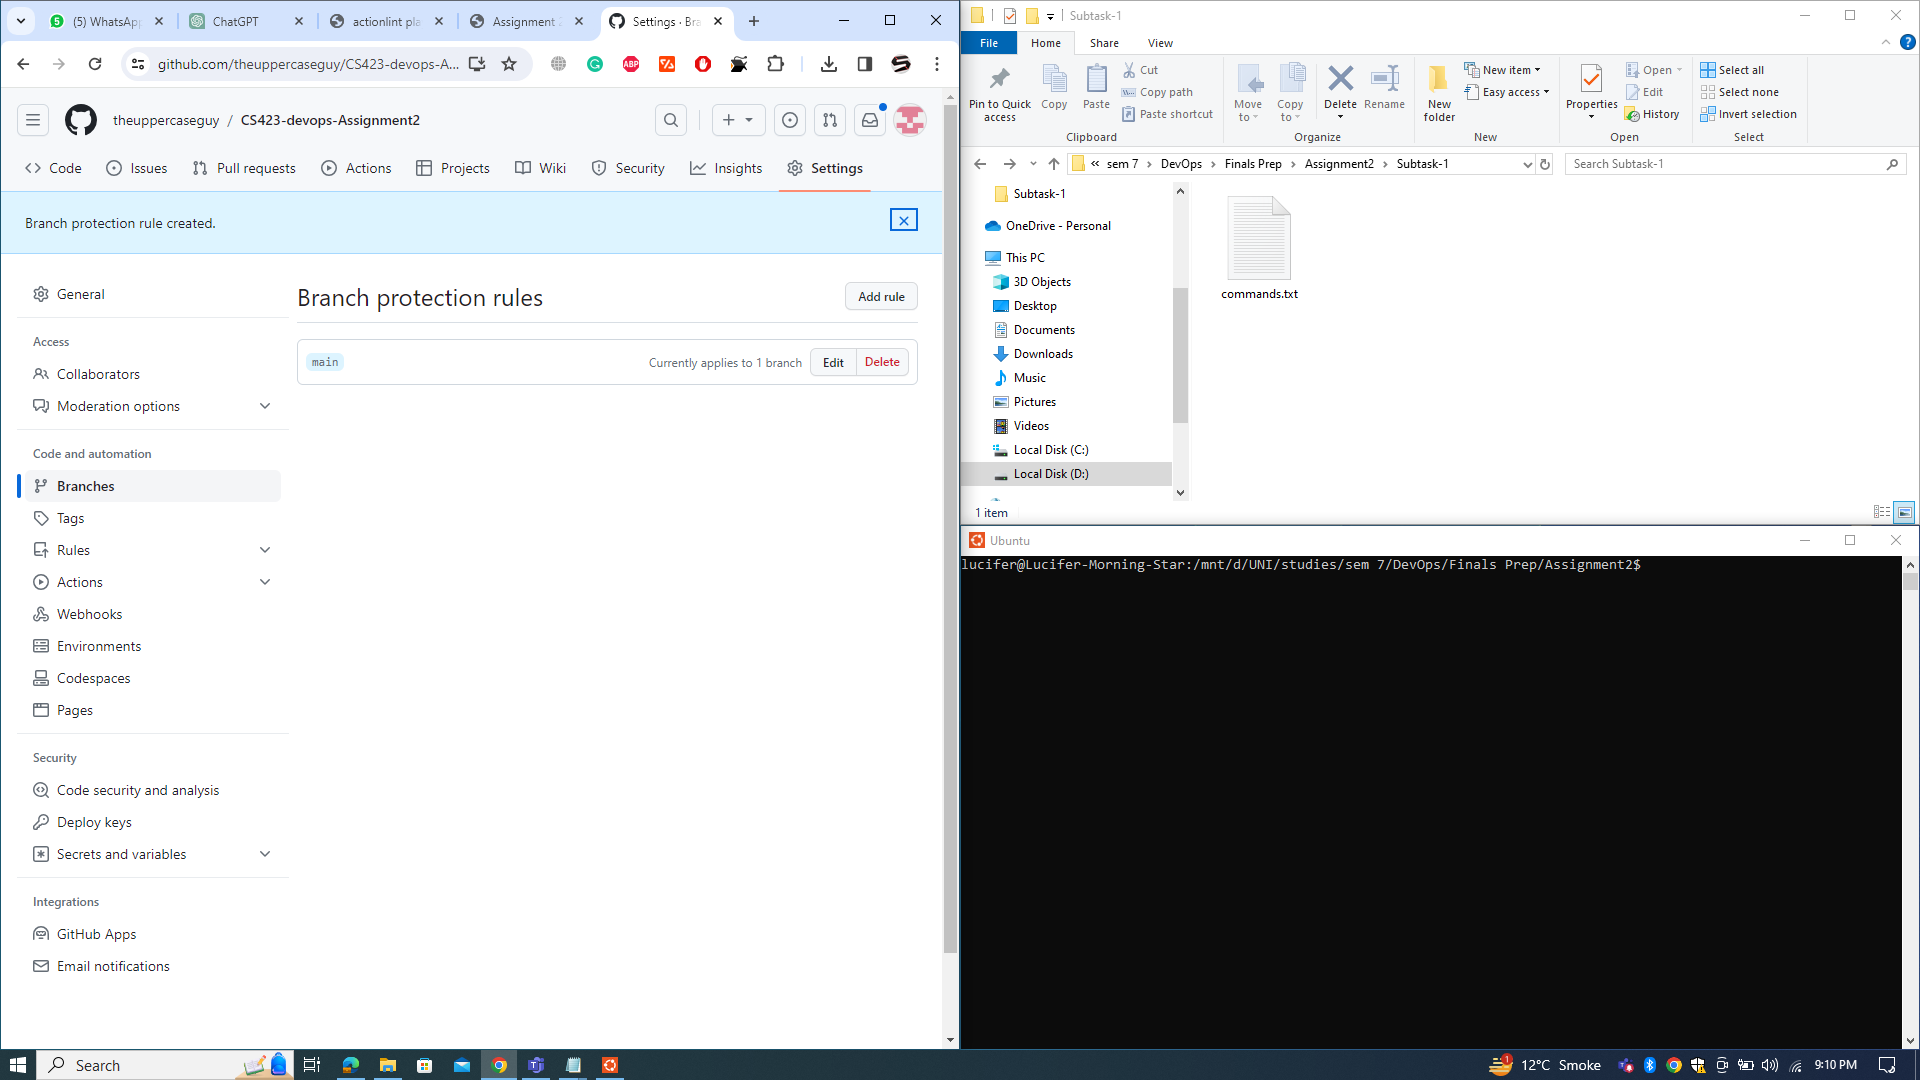 (5) WhatsApp
ChatGPT
actionlint pla
Assignment 2
Settings · Bra
github.com/theuppercaseguy/CS423-devops-A...
theuppercaseguy / CS423-devops-Assignment2
Code
Issues
Pull requests
Actions
Projects
Wiki
Security
Insights
Settings
Branch protection rule created.
General
Access
Collaborators
Moderation options
Code and automation
Branches
Tags
Rules
Actions
Webhooks
Environments
Codespaces
Pages
Security
Code security and analysis
Deploy keys
Secrets and variables
Integrations
GitHub Apps
Email notifications
Branch protection rules
Add rule
main
Currently applies to 1 branch
Edit
Delete
Subtask-1
File
Home
Share
View
Pin to Quick access
Copy
Paste
Cut
Copy path
Paste shortcut
Clipboard
Move to
Copy to
Delete
Rename
Organize
New folder
New item
Easy access
New
Properties
Open
Edit
History
Open
Select all
Select none
Invert selection
Select
« sem 7 > DevOps > Finals Prep > Assignment2 > Subtask-1
Search Subtask-1
Subtask-1
OneDrive - Personal
This PC
3D Objects
Desktop
Documents
Downloads
Music
Pictures
Videos
Local Disk (C:)
Local Disk (D:)
commands.txt
1 item
Ubuntu
lucifer@Lucifer-Morning-Star:/mnt/d/UNI/studies/sem 7/DevOps/Finals Prep/Assignment2$
Search
1
12°C Smoke
9:10 PM